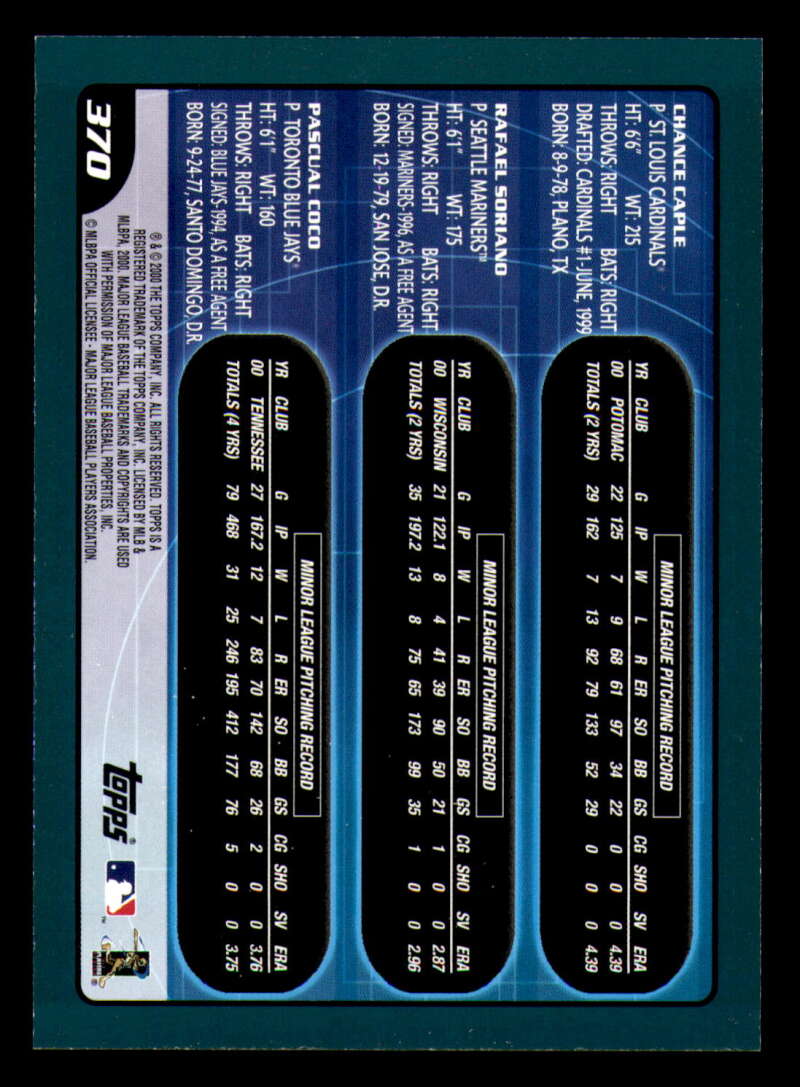 CHANCE CAPLE
P ST. LOUIS CARDINALS®
HT: 6'6" WT: 215
THROWS: RIGHT BATS: RIGHT
DRAFTED: CARDINALS #1-JUNE, 1999
BORN: 8-9-78, PLANO, TX
MINOR LEAGUE PITCHING RECORD
YR CLUB G IP W L R ER SO BB GS CG SHO SV ERA
00 POTOMAC 22 125 7 9 68 61 97 34 22 0 0 0 4.39
TOTALS (2 YRS) 29 162 7 13 92 79 133 52 29 0 0 0 4.39
RAFAEL SORIANO
P SEATTLE MARINERS™
HT: 6'1" WT: 175
THROWS: RIGHT BATS: RIGHT
SIGNED: MARINERS-1996, AS A FREE AGENT
BORN: 12-19-79, SAN JOSE D.R.
MINOR LEAGUE PITCHING RECORD
YR CLUB G IP W L R ER SO BB GS CG SHO SV ERA
00 WISCONSIN 21 122.1 8 4 41 39 90 50 21 1 0 0 2.87
TOTALS (2 YRS) 35 197.2 13 8 75 65 173 99 35 1 0 0 2.96
PASCUAL COCO
P TORONTO BLUE JAYS®
HT: 6'1" WT: 160
THROWS: RIGHT BATS: RIGHT
SIGNED: BLUE JAYS-1994, AS A FREE AGENT
BORN: 9-24-77, SANTO DOMINGO, D.R.
MINOR LEAGUE PITCHING RECORD
YR CLUB G IP W L R ER SO BB GS CG SHO SV ERA
00 TENNESSEE 27 167.2 12 7 83 70 142 68 26 2 0 0 3.76
TOTALS (4 YRS) 79 468 31 25 246 195 412 177 76 5 0 0 3.75
370
® & © 2000 THE TOPPS COMPANY, INC. ALL RIGHTS RESERVED. TOPPS IS A
REGISTERED TRADEMARK OF THE TOPPS COMPANY, INC. LICENSED BY MLB &
MLBPA, 2000. MAJOR LEAGUE BASEBALL TRADEMARKS AND COPYRIGHTS ARE USED
WITH PERMISSION OF MAJOR LEAGUE BASEBALL PROPERTIES, INC.
© MLBPA OFFICIAL LICENSEE - MAJOR LEAGUE BASEBALL PLAYERS ASSOCIATION.
topps®
™
®